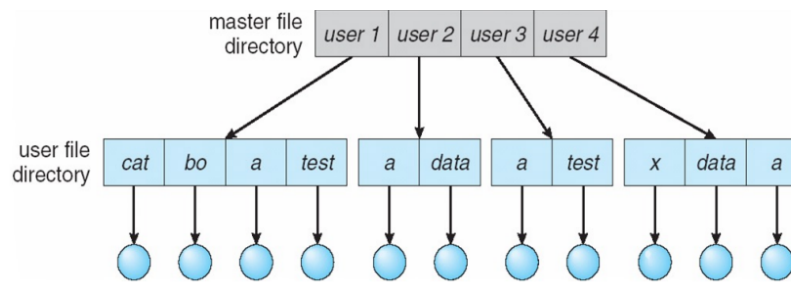 master file
directory
user 1 user 2 user 3 user 4
user file
directory
cat bo a test a data a test x data a